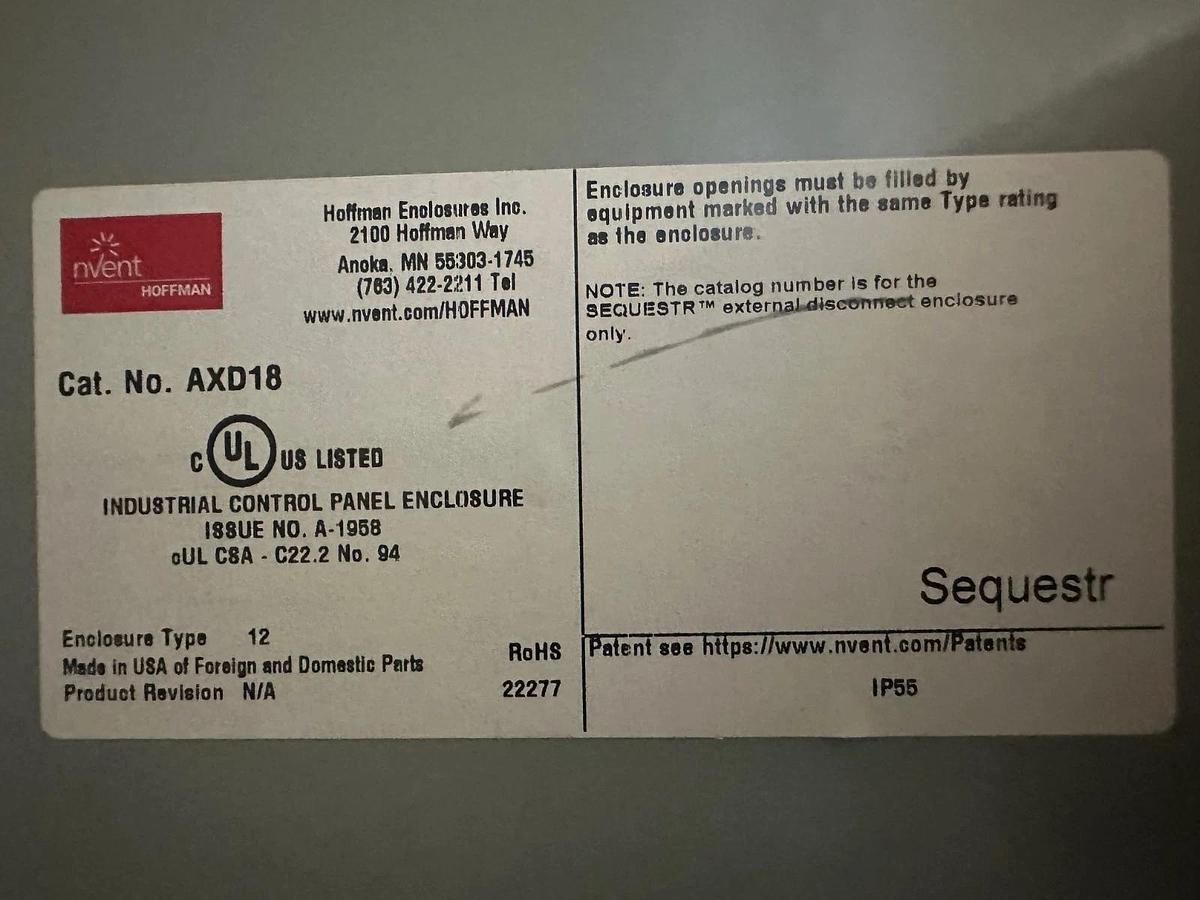 nVent
HOFFMAN
Hoffman Enclosures Inc.
2100 Hoffman Way
Anoka, MN 55303-1745
(763) 422-2211 Tel
www.nvent.com/HOFFMAN
Cat. No. AXD18
c UL US LISTED
INDUSTRIAL CONTROL PANEL ENCLOSURE
ISSUE NO. A-1958
cUL CSA - C22.2 No. 94
Enclosure Type 12
Made in USA of Foreign and Domestic Parts
Product Revision N/A
RoHS
22277
Enclosure openings must be filled by
equipment marked with the same Type rating
as the enclosure.
NOTE: The catalog number is for the
SEQUESTR™ external disconnect enclosure
only.
Sequestr
Patent see https://www.nvent.com/Patents
IP55